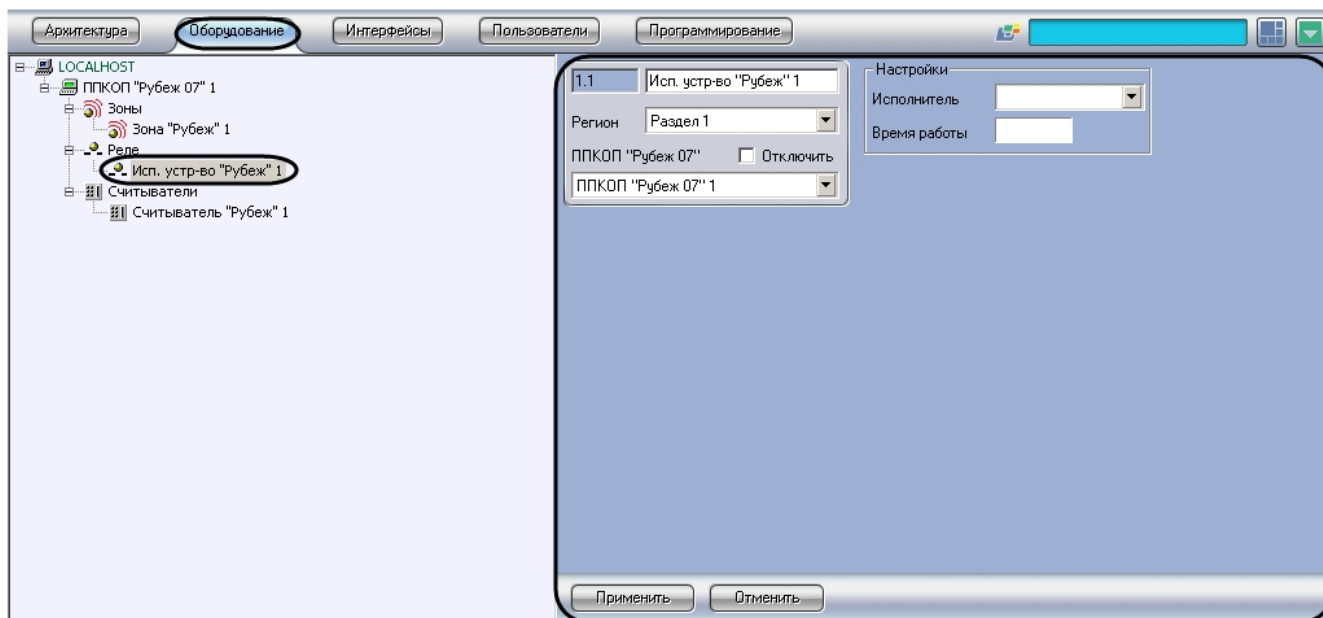 Архитектура Оборудование Интерфейсы Пользователи Программирование
LOCALHOST
ППКОП "Рубеж 07" 1
Зоны
Зона "Рубеж" 1
Реле
Исп. устр-во "Рубеж" 1
Считыватели
Считыватель "Рубеж" 1
1.1 Исп. устр-во "Рубеж" 1
Регион Раздел 1
ППКОП "Рубеж 07" Отключить
ППКОП "Рубеж 07" 1
Настройки
Исполнитель
Время работы
Применить Отменить